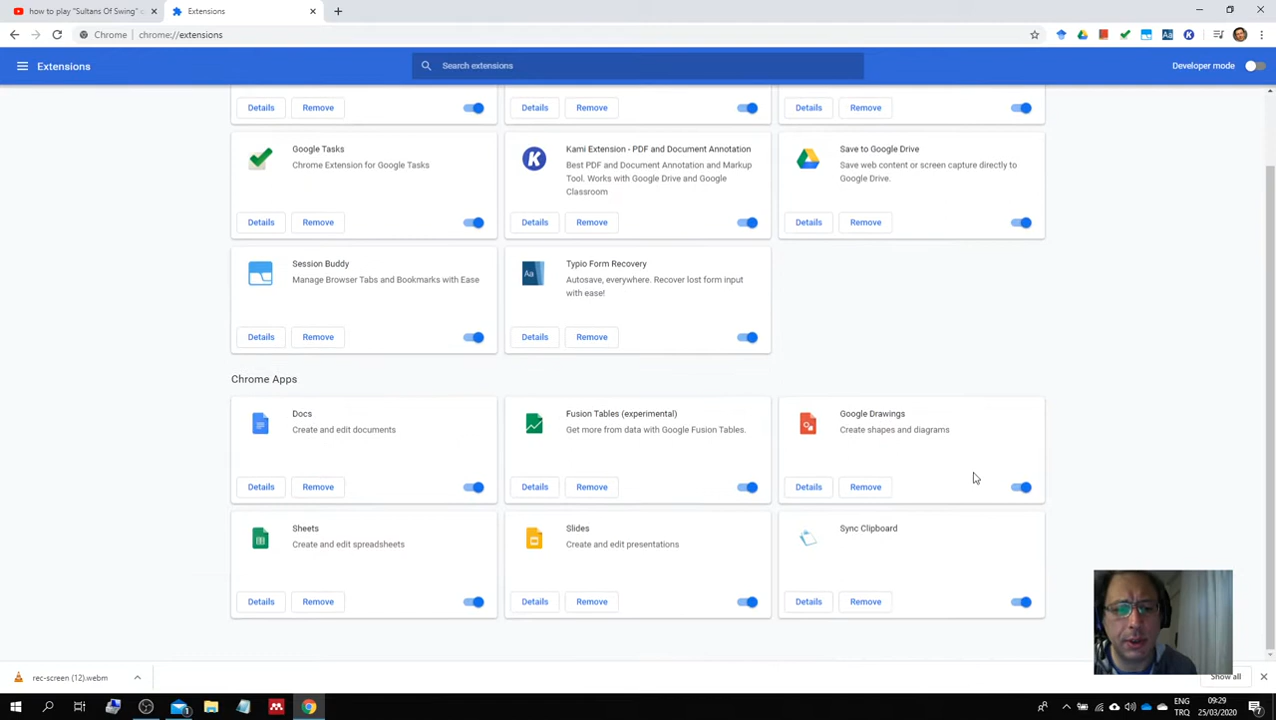 how to play "Sultans Of Swing"
Extensions
Chrome
chrome://extensions
Extensions
Search extensions
Developer mode
Details
Remove
Details
Remove
Details
Remove
Google Tasks
Chrome Extension for Google Tasks
Details
Remove
Kami Extension - PDF and Document Annotation
Best PDF and Document Annotation and Markup
Tool. Works with Google Drive and Google
Classroom
Details
Remove
Save to Google Drive
Save web content or screen capture directly to
Google Drive.
Details
Remove
Session Buddy
Manage Browser Tabs and Bookmarks with Ease
Details
Remove
Typio Form Recovery
Autosave, everywhere. Recover lost form input
with ease!
Details
Remove
Chrome Apps
Docs
Create and edit documents
Details
Remove
Fusion Tables (experimental)
Get more from data with Google Fusion Tables.
Details
Remove
Google Drawings
Create shapes and diagrams
Details
Remove
Sheets
Create and edit spreadsheets
Details
Remove
Slides
Create and edit presentations
Details
Remove
Sync Clipboard
Details
Remove
rec-screen (12).webm
Show all
ENG
TRQ
09:29
25/03/2020